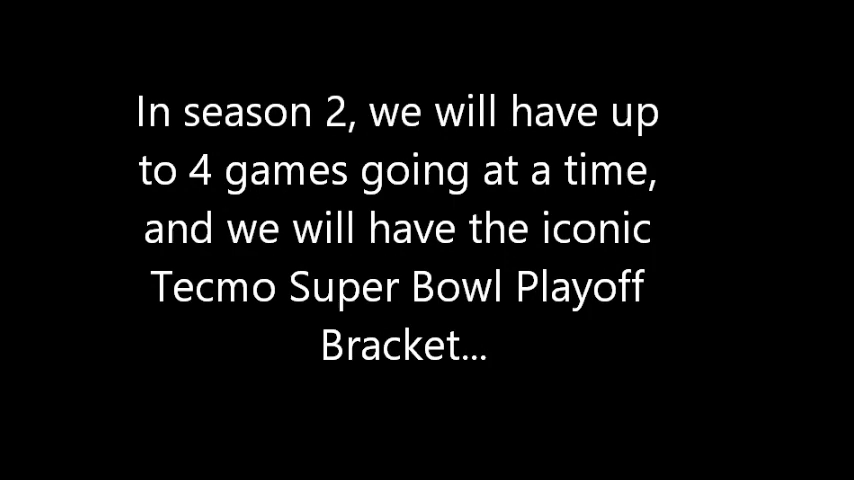 In season 2, we will have up
to 4 games going at a time,
and we will have the iconic
Tecmo Super Bowl Playoff
Bracket...